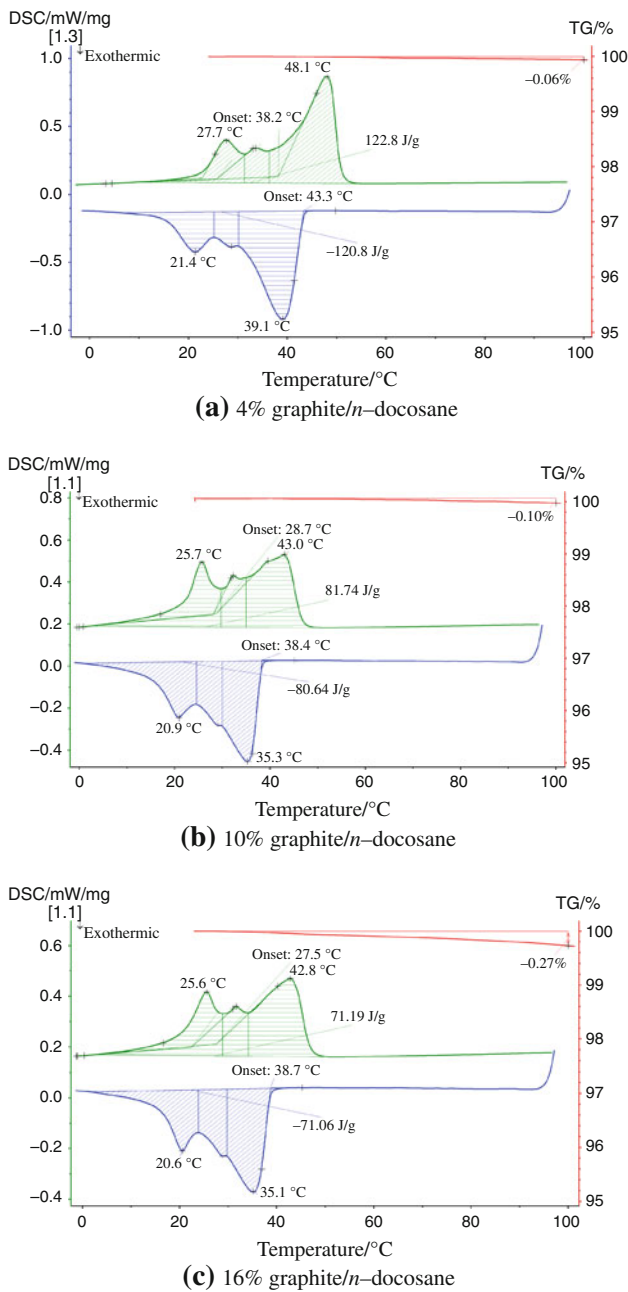 DSC/mW/mg
[1.3]
TG/%
Exothermic
1.0
0.5
0.0
−0.5
−1.0
100
99
98
97
96
95
−0.06%
48.1 °C
Onset: 38.2 °C
27.7 °C
122.8 J/g
Onset: 43.3 °C
−120.8 J/g
21.4 °C
39.1 °C
0 20 40 60 80 100
Temperature/°C
(a) 4% graphite/n–docosane
DSC/mW/mg
[1.1]
TG/%
Exothermic
0.8
0.6
0.4
0.2
0.0
−0.2
−0.4
100
99
98
97
96
95
−0.10%
Onset: 28.7 °C
25.7 °C
43.0 °C
81.74 J/g
Onset: 38.4 °C
−80.64 J/g
20.9 °C
35.3 °C
0 20 40 60 80 100
Temperature/°C
(b) 10% graphite/n–docosane
DSC/mW/mg
[1.1]
TG/%
Exothermic
0.6
0.4
0.2
0.0
−0.2
−0.4
100
99
98
97
96
95
−0.27%
Onset: 27.5 °C
25.6 °C
42.8 °C
71.19 J/g
Onset: 38.7 °C
−71.06 J/g
20.6 °C
35.1 °C
0 20 40 60 80 100
Temperature/°C
(c) 16% graphite/n–docosane